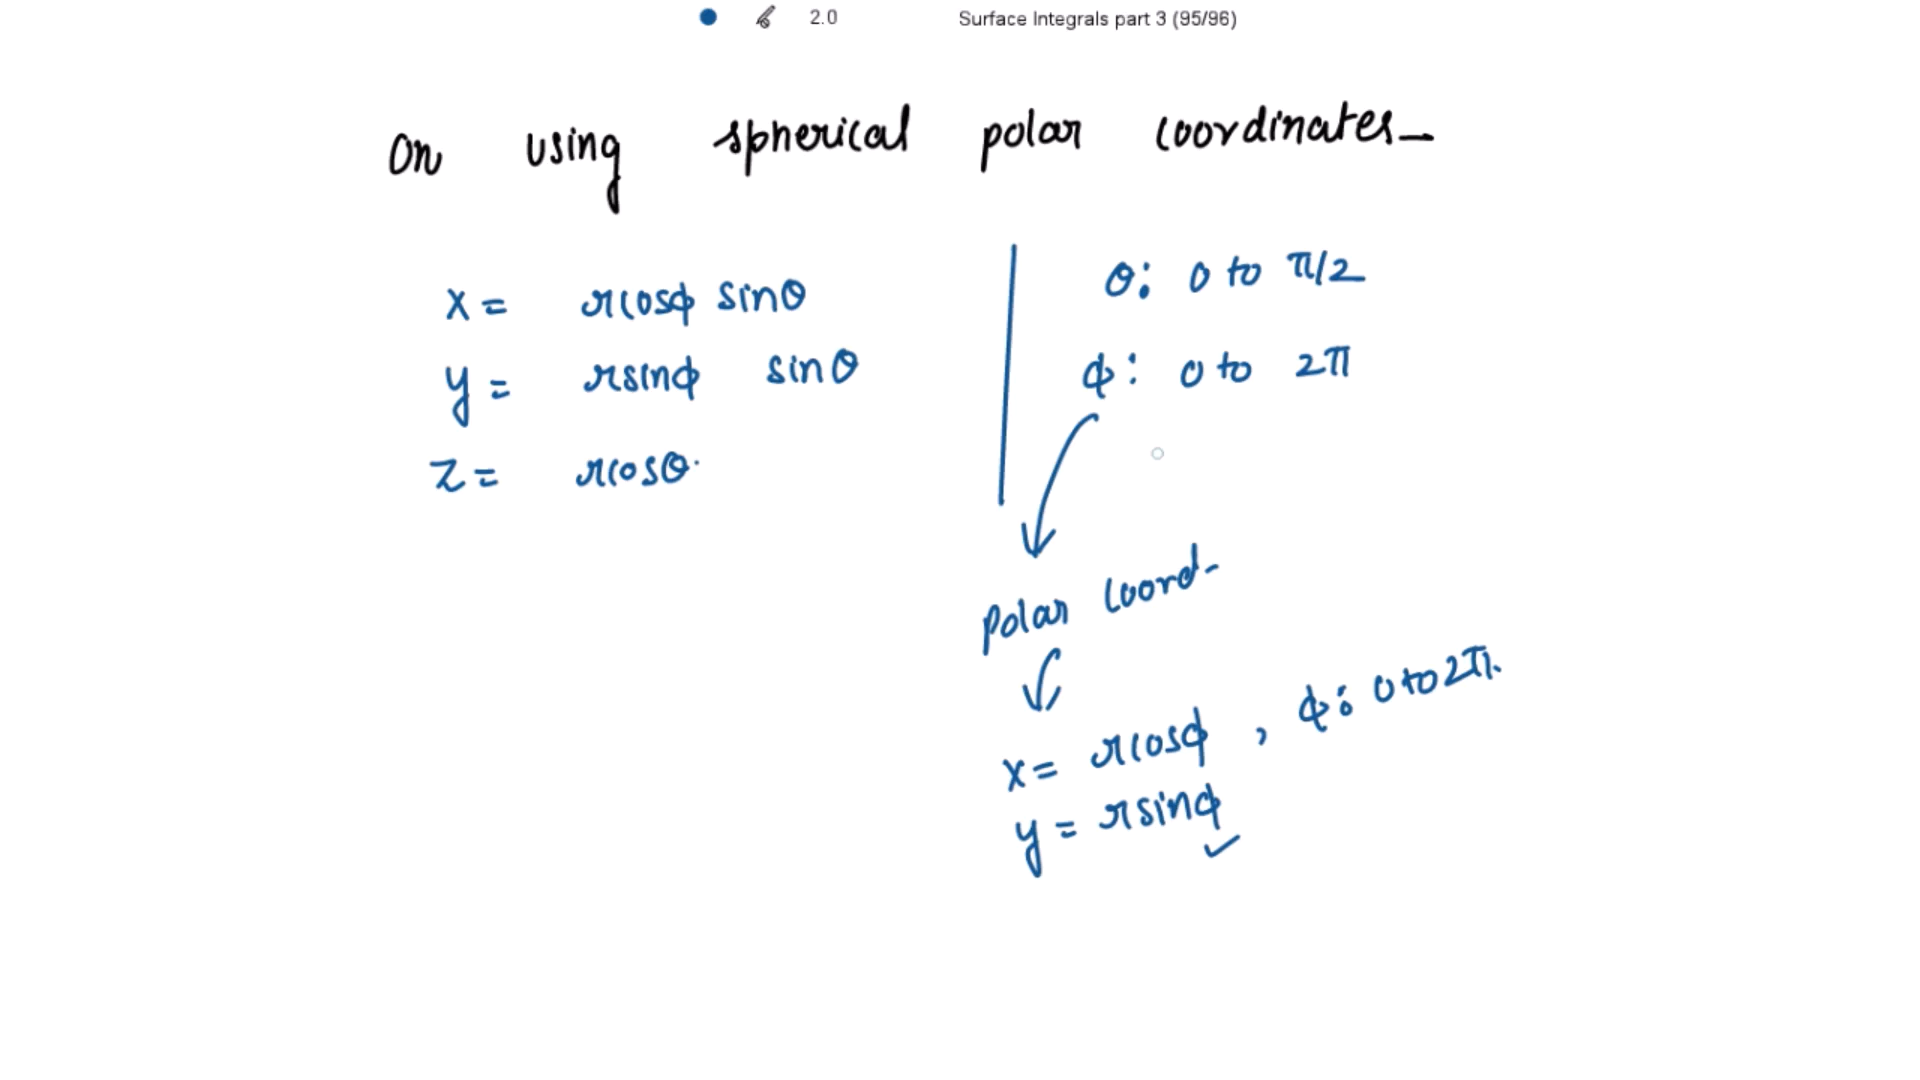 2.0 Surface Integrals part 3 (95/96)
On using spherical polar coordinates-
x = rcosϕ sinθ
y = rsinϕ sinθ
z = rcosθ.
θ: 0 to π/2
ϕ: 0 to 2π
polar coord-
x = rcosϕ , ϕ: 0 to 2π.
y = rsinϕ